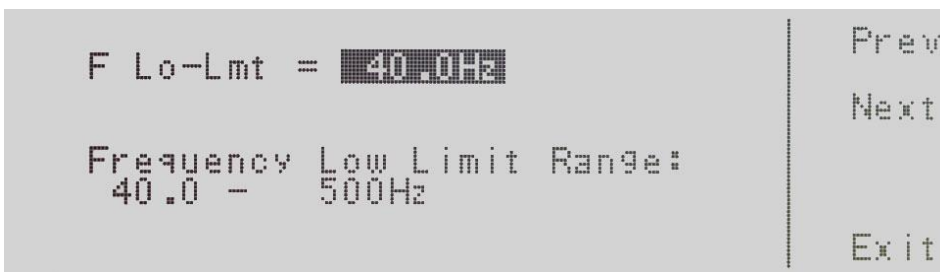 F Lo-Lmt = 40.0Hz
Prev
Next
Frequency Low Limit Range:
40.0 - 500Hz
Exit